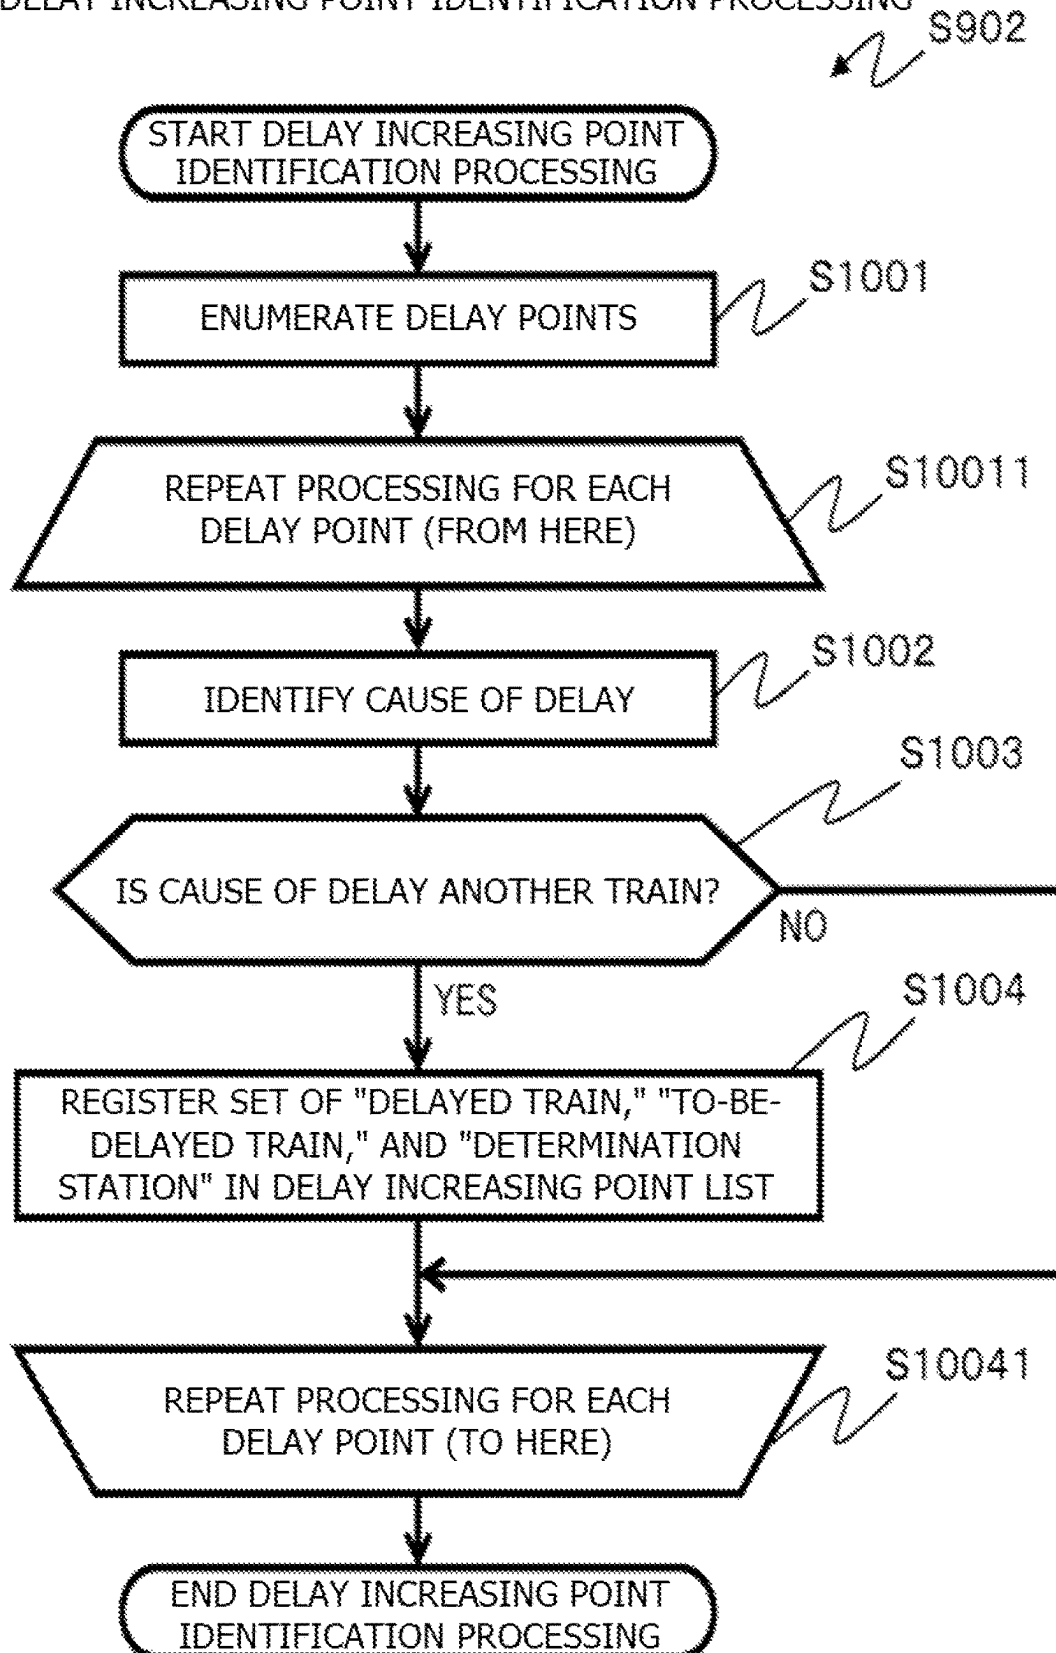 DELAY INCREASING POINT IDENTIFICATION PROCESSING
S902
START DELAY INCREASING POINT
IDENTIFICATION PROCESSING
S1001
ENUMERATE DELAY POINTS
S10011
REPEAT PROCESSING FOR EACH
DELAY POINT (FROM HERE)
S1002
IDENTIFY CAUSE OF DELAY
S1003
IS CAUSE OF DELAY ANOTHER TRAIN?
NO
YES
S1004
REGISTER SET OF "DELAYED TRAIN," "TO-BE-
DELAYED TRAIN," AND "DETERMINATION
STATION" IN DELAY INCREASING POINT LIST
S10041
REPEAT PROCESSING FOR EACH
DELAY POINT (TO HERE)
END DELAY INCREASING POINT
IDENTIFICATION PROCESSING